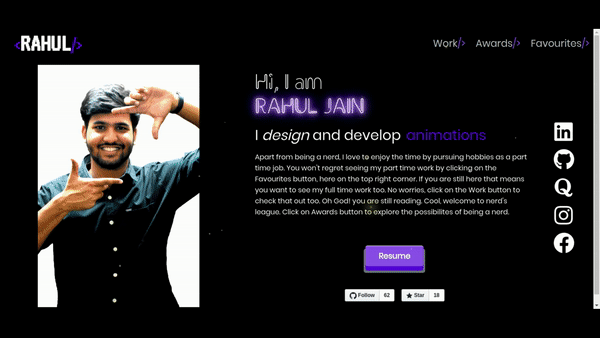 <RAHUL/>
Work/> Awards/> Favourites/>
Hi, I am
RAHUL JAIN
I design and develop animations
Apart from being a nerd, I love to enjoy the time by pursuing hobbies as a part
time job. You won't regret seeing my part time work by clicking on the
Favourites button, here on the top right corner. If you are still here that means
you want to see my full time work too. No worries, click on the Work button to
check that out too. Oh God! you are still reading. Cool, welcome to nerd's
league. Click on Awards button to explore the possibilites of being a nerd.
Resume
Follow 62 Star 18